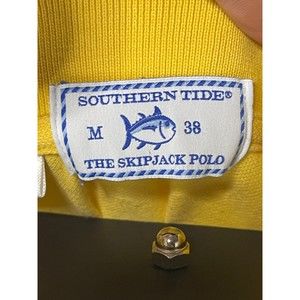 SOUTHERN TIDE®
M 38
THE SKIPJACK POLO